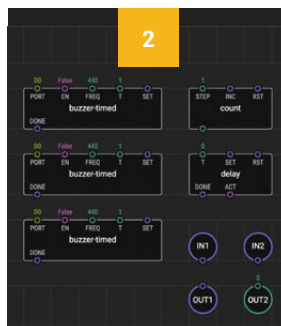 2
D0 False 440 1
PORT EN FREQ T SET
buzzer-timed
DONE
1
STEP INC RST
count
D0 False 440 1
PORT EN FREQ T SET
buzzer-timed
DONE
0
T SET RST
delay
DONE ACT
D0 False 440 1
PORT EN FREQ T SET
buzzer-timed
DONE
IN1 IN2
0
OUT1 OUT2